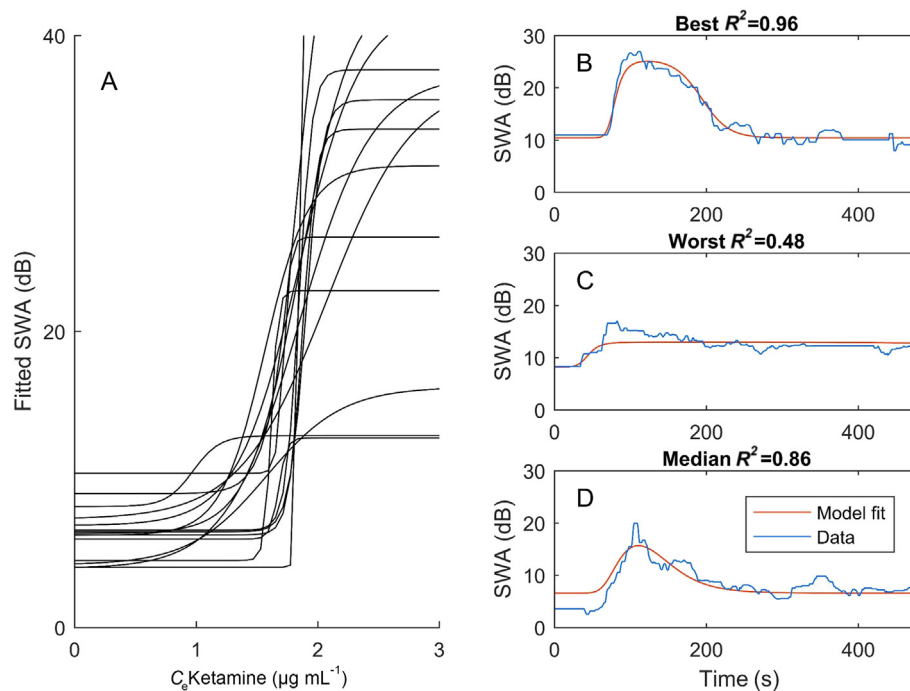 A
40
20
0
Fitted SWA (dB)
0
1
2
3
CeKetamine (µg mL-1)
Best R2=0.96
B
30
20
10
0
SWA (dB)
0
200
400
Worst R2=0.48
C
30
20
10
0
SWA (dB)
0
200
400
Median R2=0.86
D
30
20
10
0
SWA (dB)
Model fit
Data
0
200
400
Time (s)